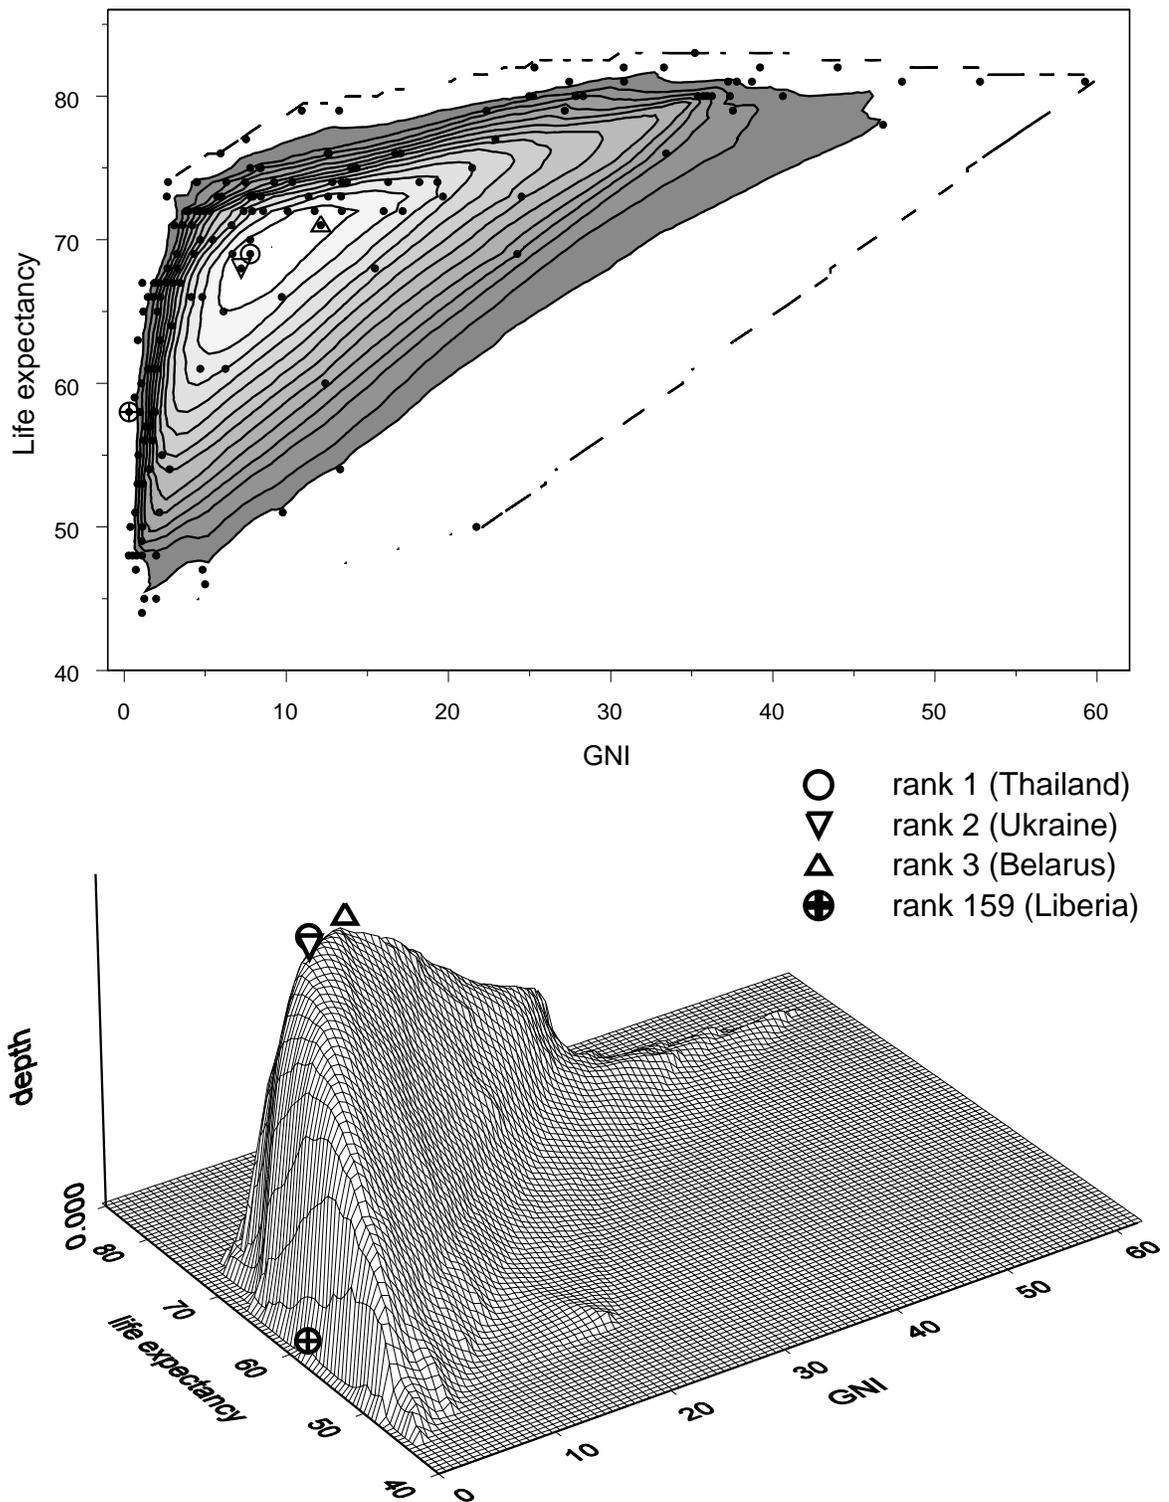 80
70
60
50
40
Life expectancy
0
10
20
30
40
50
60
GNI
rank 1 (Thailand)
rank 2 (Ukraine)
rank 3 (Belarus)
rank 159 (Liberia)
depth
0.000
80
70
60
50
40
life expectancy
0
10
20
30
40
50
60
GNI